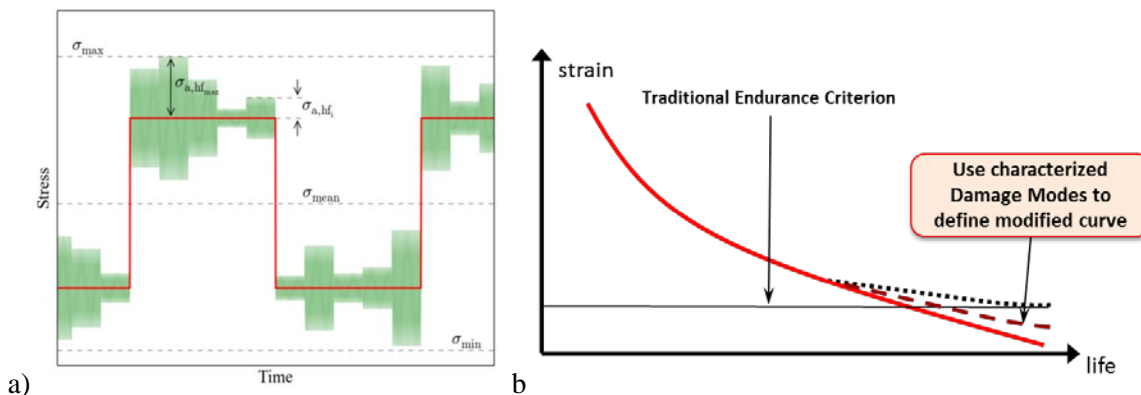 σmax
σa,hfmax
σa,hfi
σmean
σmin
Stress
Time
a)
strain
Traditional Endurance Criterion
Use characterized
Damage Modes to
define modified curve
life
b